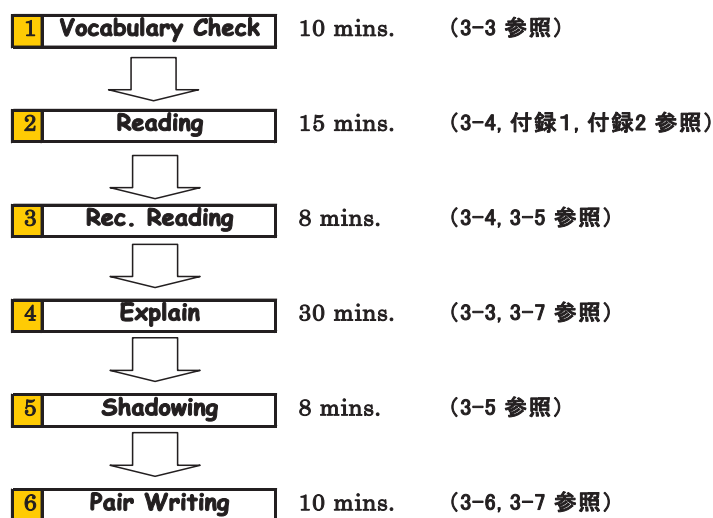 1 Vocabulary Check 10 mins. (3-3 参照)
2 Reading 15 mins. (3-4, 付録1, 付録2 参照)
3 Rec. Reading 8 mins. (3-4, 3-5 参照)
4 Explain 30 mins. (3-3, 3-7 参照)
5 Shadowing 8 mins. (3-5 参照)
6 Pair Writing 10 mins. (3-6, 3-7 参照)